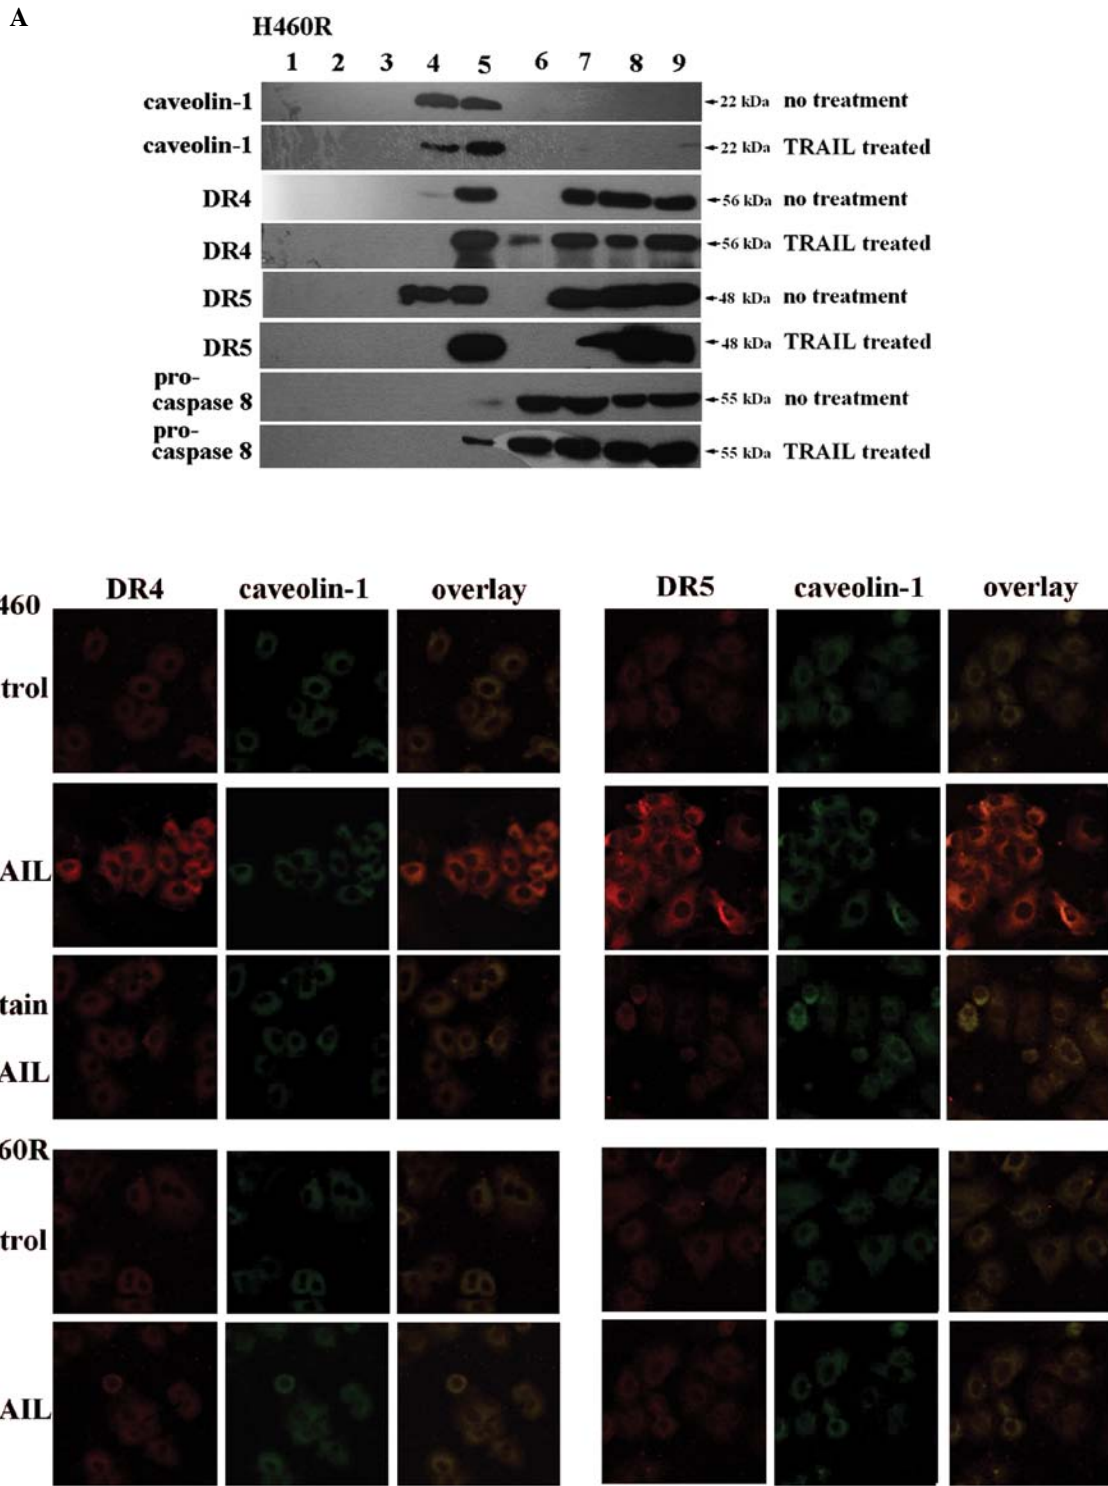 A
H460R
1 2 3 4 5 6 7 8 9
caveolin-1 22 kDa no treatment
caveolin-1 22 kDa TRAIL treated
DR4 56 kDa no treatment
DR4 56 kDa TRAIL treated
DR5 48 kDa no treatment
DR5 48 kDa TRAIL treated
pro-
caspase 8 55 kDa no treatment
pro-
caspase 8 55 kDa TRAIL treated
DR4 caveolin-1 overlay DR5 caveolin-1 overlay
460
trol
AIL
tain
AIL
60R
trol
AIL